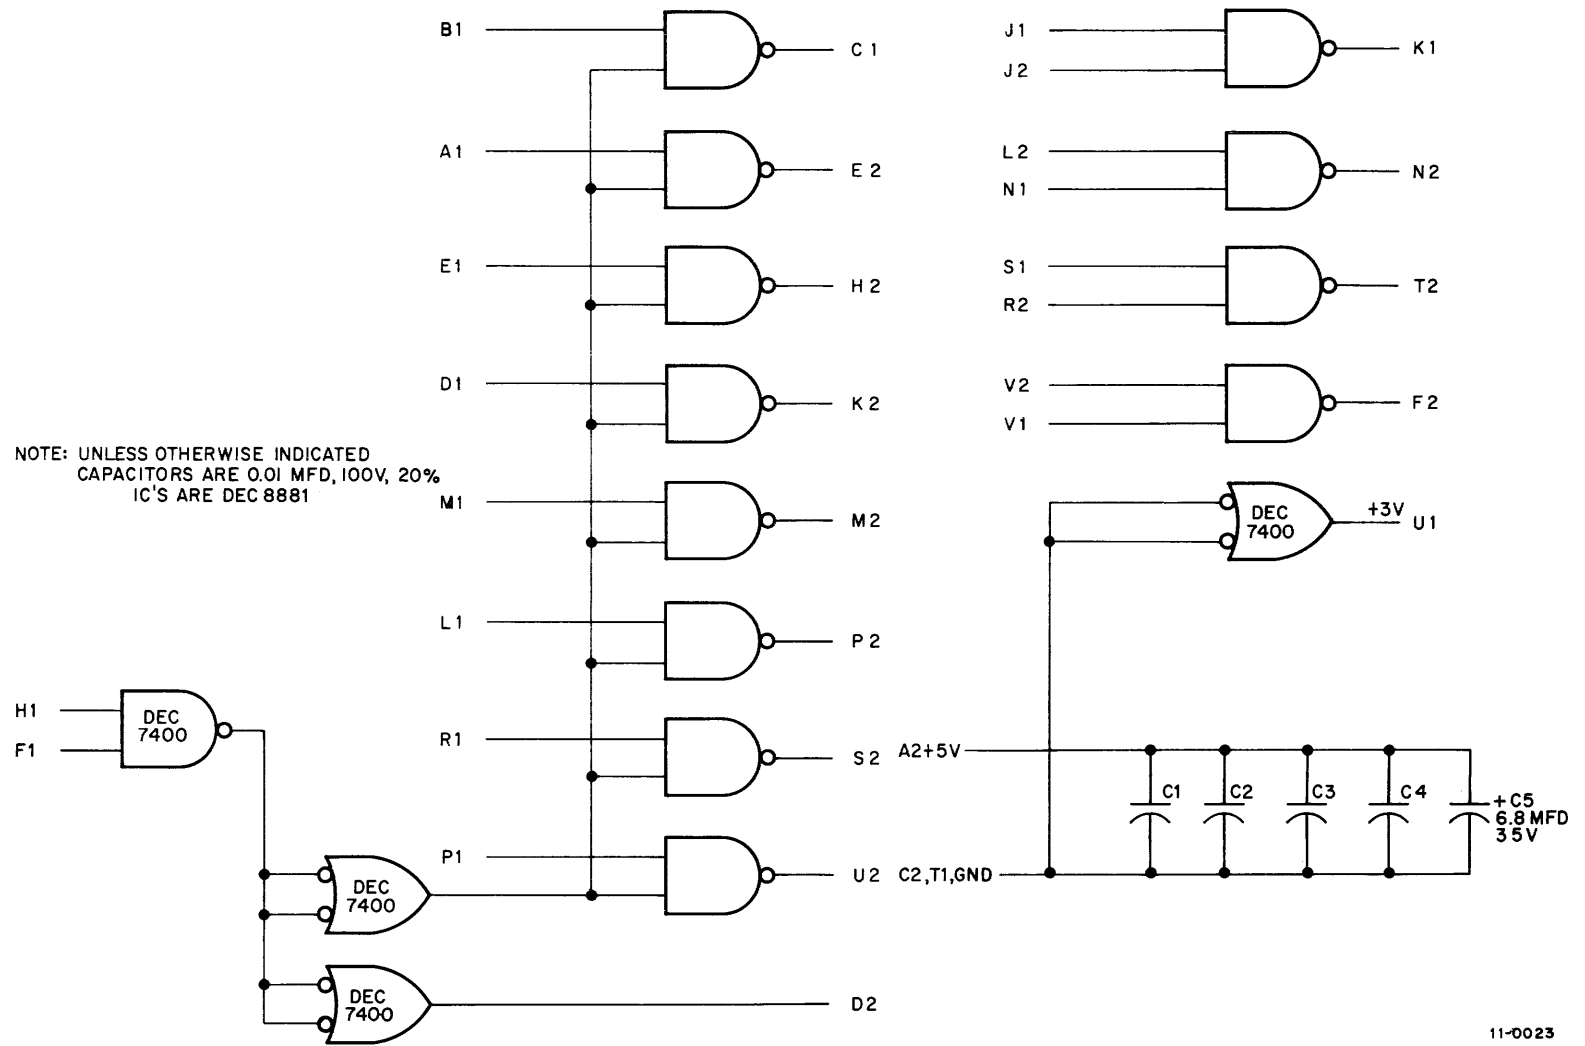 B1
C1
A1
E2
E1
H2
D1
K2
M1
M2
L1
P2
R1
S2
P1
U2
J1
J2
K1
L2
N1
N2
S1
R2
T2
V2
V1
F2
DEC
7400
+3V
U1
NOTE: UNLESS OTHERWISE INDICATED
CAPACITORS ARE 0.01 MFD, 100V, 20%
IC'S ARE DEC 8881
H1
F1
DEC
7400
DEC
7400
DEC
7400
D2
A2+5V
C1
C2
C3
C4
+ C5
6.8 MFD
35V
C2,T1,GND
11-0023